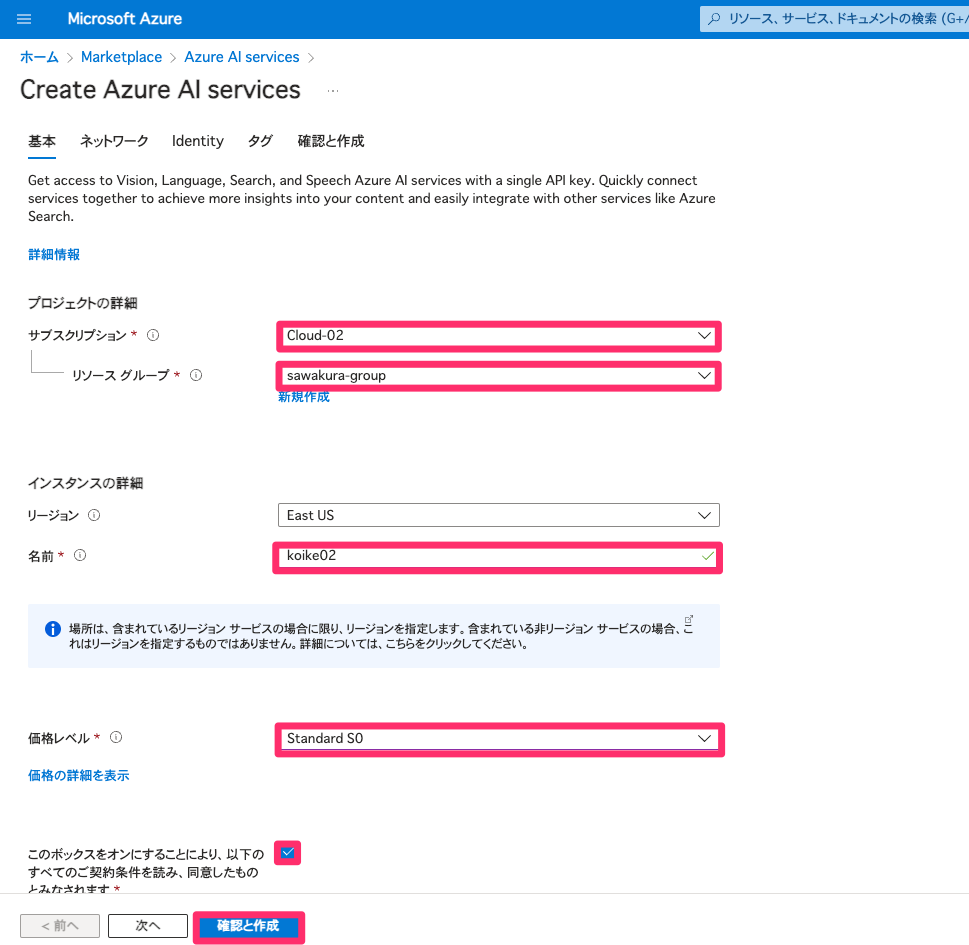 Microsoft Azure
リソース、サービス、ドキュメントの検索 (G+/
ホーム > Marketplace > Azure AI services >
Create Azure AI services ...
基本 ネットワーク Identity タグ 確認と作成
Get access to Vision, Language, Search, and Speech Azure AI services with a single API key. Quickly connect
services together to achieve more insights into your content and easily integrate with other services like Azure
Search.
詳細情報
プロジェクトの詳細
サブスクリプション * Cloud-02
リソース グループ * sawakura-group
新規作成
インスタンスの詳細
リージョン East US
名前 * koike02
場所は、含まれているリージョン サービスの場合に限り、リージョンを指定します。含まれている非リージョン サービスの場合、こ
れはリージョンを指定するものではありません。詳細については、こちらをクリックしてください。
価格レベル * Standard S0
価格の詳細を表示
このボックスをオンにすることにより、以下の
すべてのご契約条件を読み、同意したもの
とみなされます *
< 前へ 次へ 確認と作成